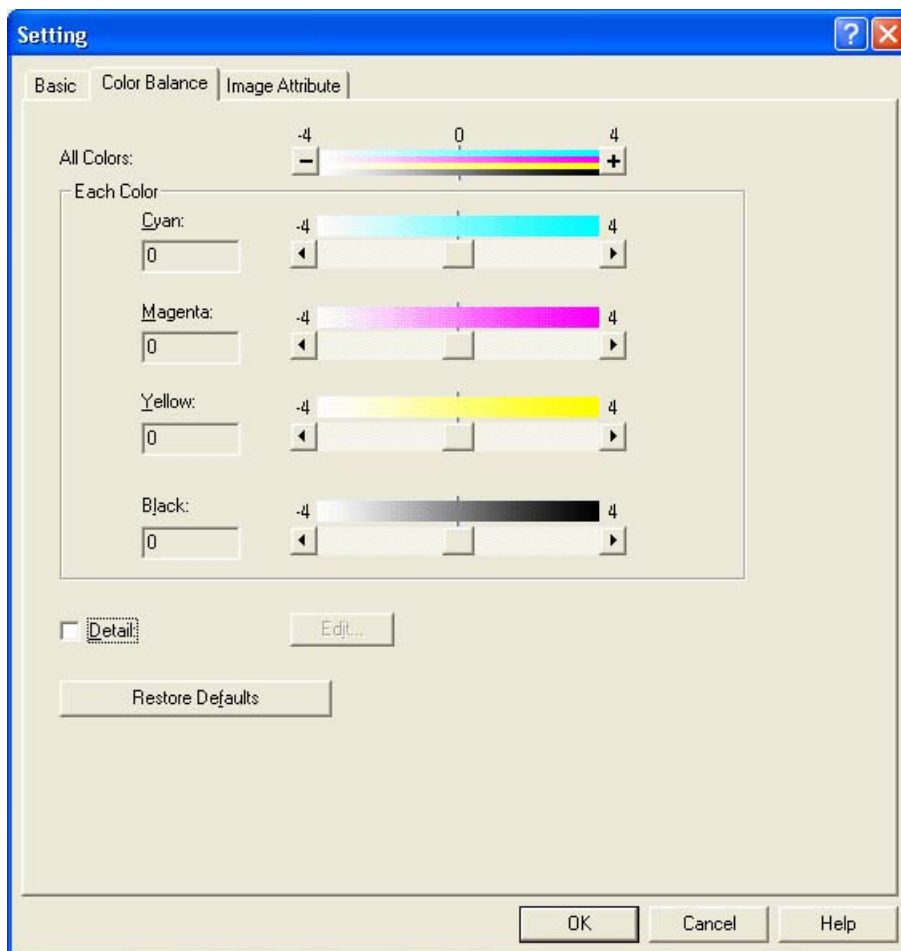 Setting
Basic Color Balance Image Attribute
-4 0 4
All Colors: − +
Each Color
Cyan:
-4 4
0
Magenta:
-4 4
0
Yellow:
-4 4
0
Black:
-4 4
0
Detail: Edit...
Restore Defaults
OK Cancel Help